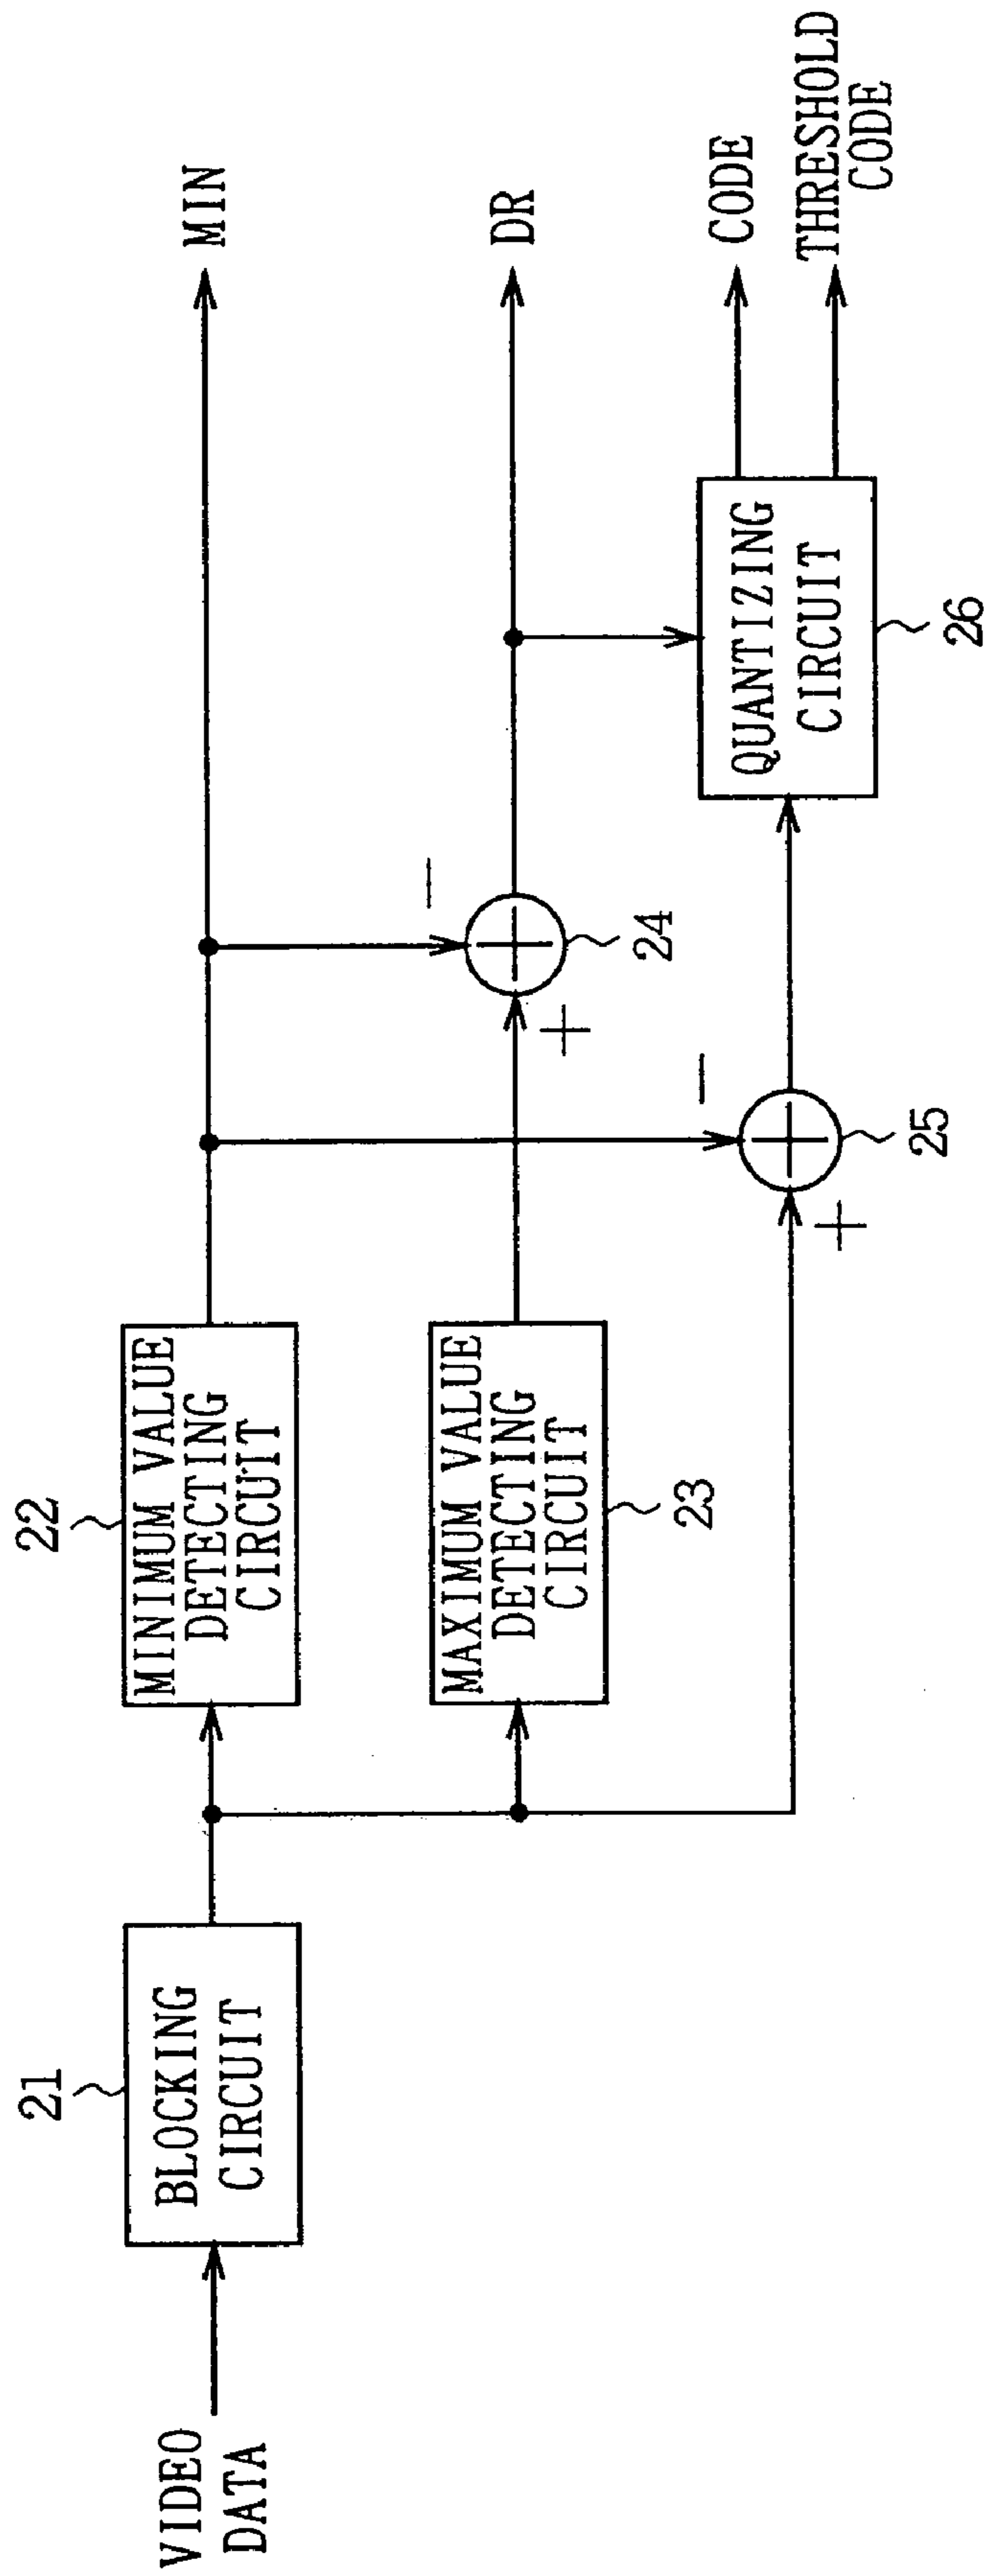 VIDEO
DATA
21
BLOCKING
CIRCUIT
22
MINIMUM VALUE
DETECTING
CIRCUIT
MAXIMUM VALUE
DETECTING
CIRCUIT
23
−
+
24
−
+
25
QUANTIZING
CIRCUIT
26
MIN
DR
CODE
THRESHOLD
CODE